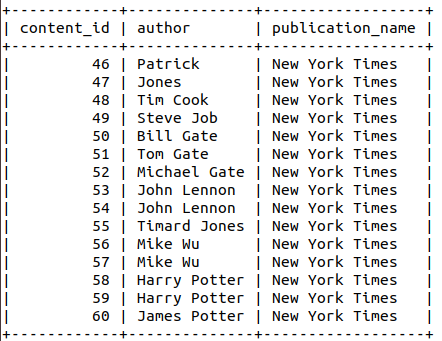 +------------+--------------+------------------+
| content_id | author       | publication_name |
+------------+--------------+------------------+
|         46 | Patrick      | New York Times   |
|         47 | Jones        | New York Times   |
|         48 | Tim Cook     | New York Times   |
|         49 | Steve Job    | New York Times   |
|         50 | Bill Gate    | New York Times   |
|         51 | Tom Gate     | New York Times   |
|         52 | Michael Gate | New York Times   |
|         53 | John Lennon  | New York Times   |
|         54 | John Lennon  | New York Times   |
|         55 | Timard Jones | New York Times   |
|         56 | Mike Wu      | New York Times   |
|         57 | Mike Wu      | New York Times   |
|         58 | Harry Potter | New York Times   |
|         59 | Harry Potter | New York Times   |
|         60 | James Potter | New York Times   |
+------------+--------------+------------------+